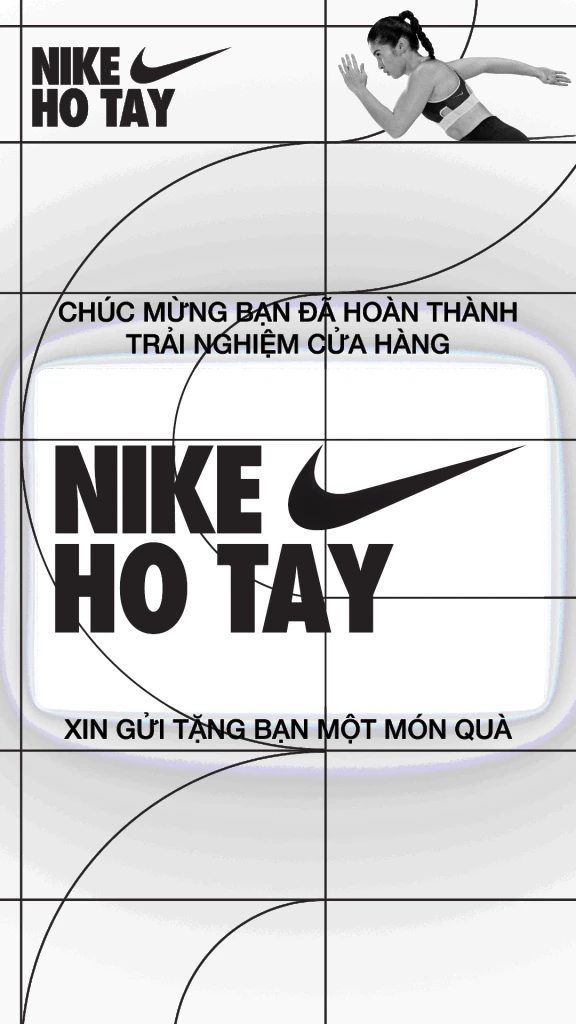 NIKE
HO TAY
CHÚC MỪNG BẠN ĐÃ HOÀN THÀNH
TRẢI NGHIỆM CỬA HÀNG
NIKE
HO TAY
XIN GỬI TẶNG BẠN MỘT MÓN QUÀ